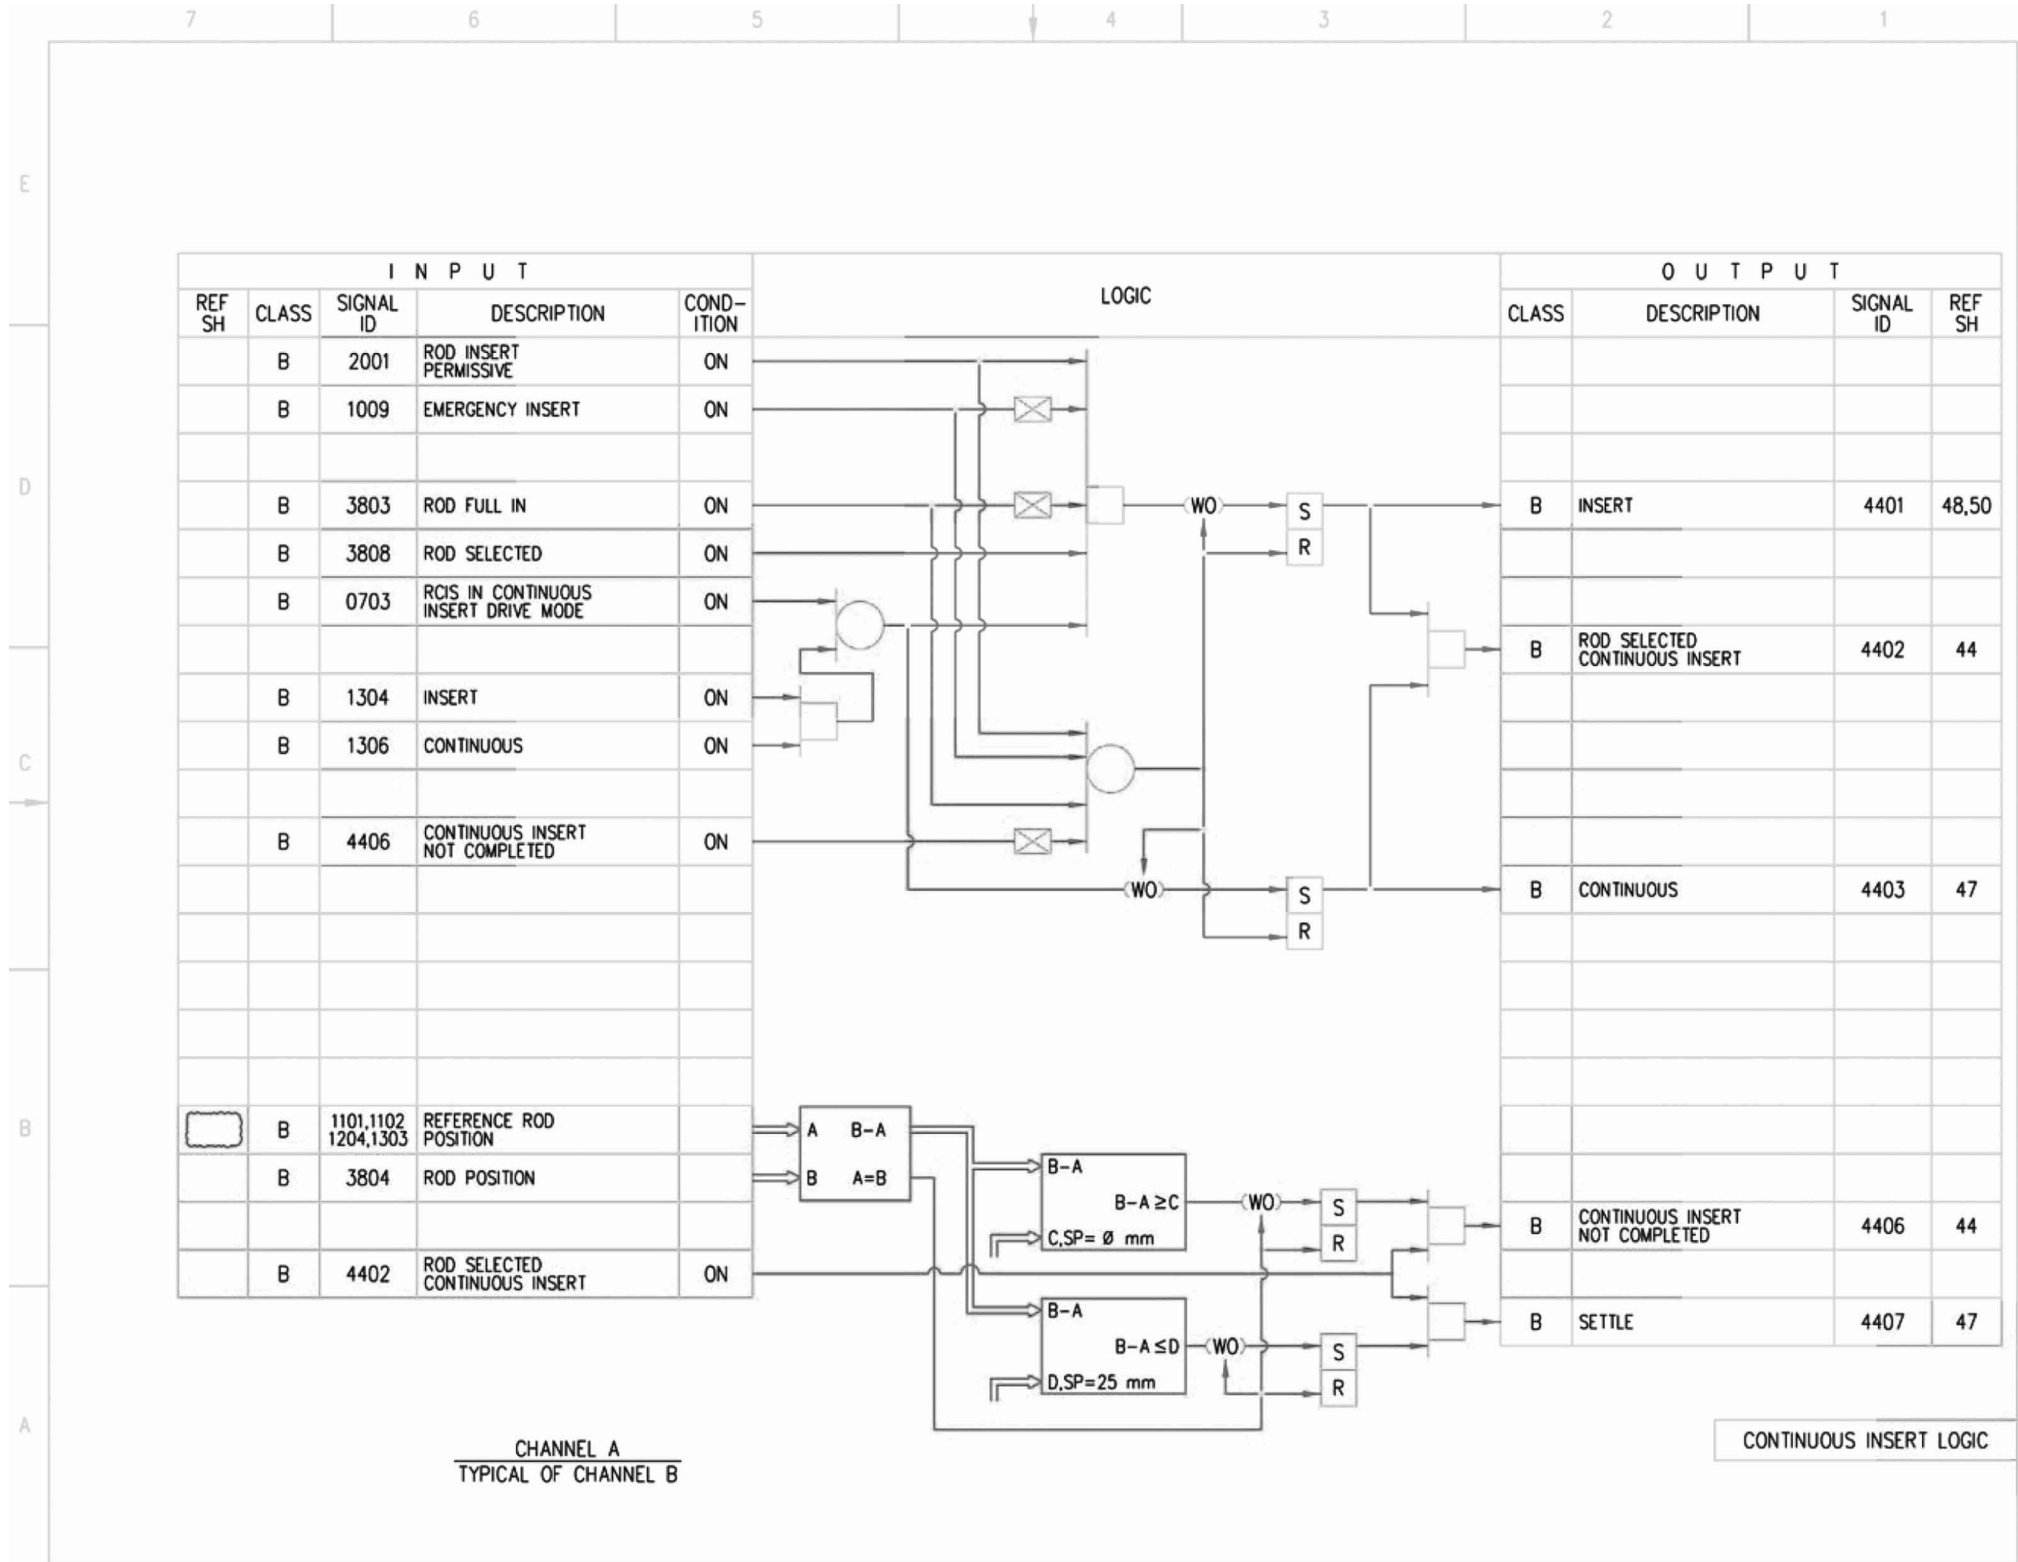 7 6 5 4 3 2 1
E
D
C
B
A
I N P U T
LOGIC
O U T P U T
REF SH CLASS SIGNAL ID DESCRIPTION COND-ITION
CLASS DESCRIPTION SIGNAL ID REF SH
B 2001 ROD INSERT
PERMISSIVE ON
B 1009 EMERGENCY INSERT ON
B 3803 ROD FULL IN ON
B 3808 ROD SELECTED ON
B 0703 RCIS IN CONTINUOUS
INSERT DRIVE MODE ON
B 1304 INSERT ON
B 1306 CONTINUOUS ON
B 4406 CONTINUOUS INSERT
NOT COMPLETED ON
B 1101,1102 REFERENCE ROD
1204,1303 POSITION
B 3804 ROD POSITION
B 4402 ROD SELECTED
CONTINUOUS INSERT ON
(WO)
S
R
(WO)
S
R
A B-A
B A=B
B-A
B-A≥C
C,SP= Ø mm
(WO)
S
R
B-A
B-A≤D
D,SP=25 mm
(WO)
S
R
B INSERT 4401 48,50
B ROD SELECTED
CONTINUOUS INSERT 4402 44
B CONTINUOUS 4403 47
B CONTINUOUS INSERT
NOT COMPLETED 4406 44
B SETTLE 4407 47
CHANNEL A
TYPICAL OF CHANNEL B
CONTINUOUS INSERT LOGIC